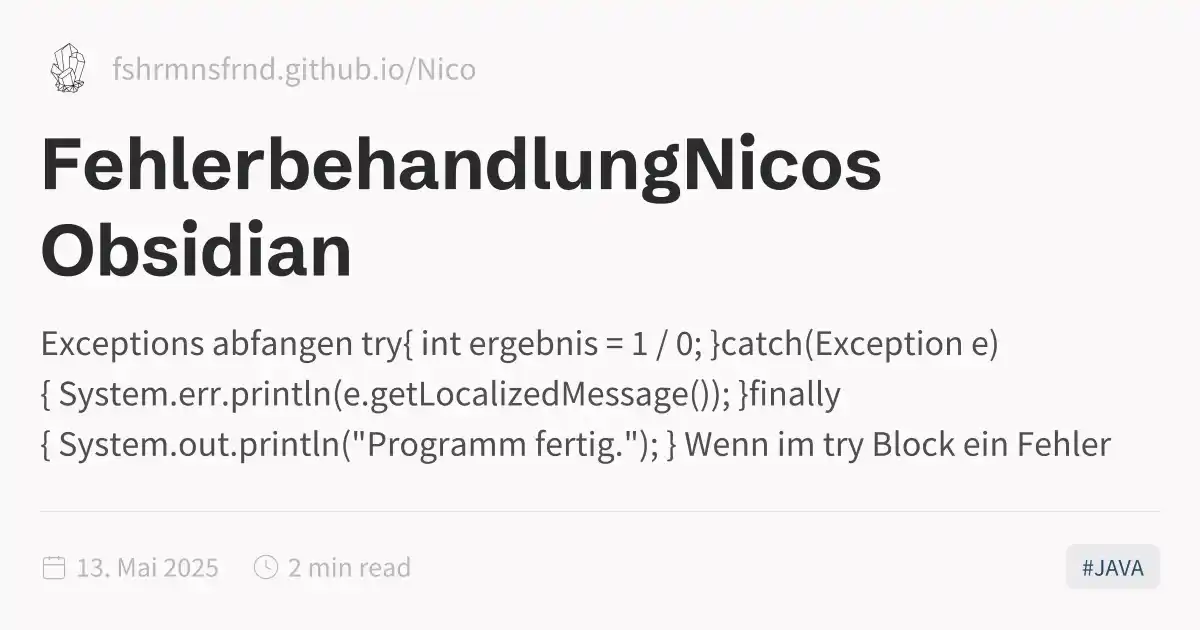 fshrmnsfrnd.github.io/Nico
FehlerbehandlungNicos
Obsidian
Exceptions abfangen try{ int ergebnis = 1 / 0; }catch(Exception e)
{ System.err.println(e.getLocalizedMessage()); }finally
{ System.out.println("Programm fertig."); } Wenn im try Block ein Fehler
13. Mai 2025 2 min read #JAVA